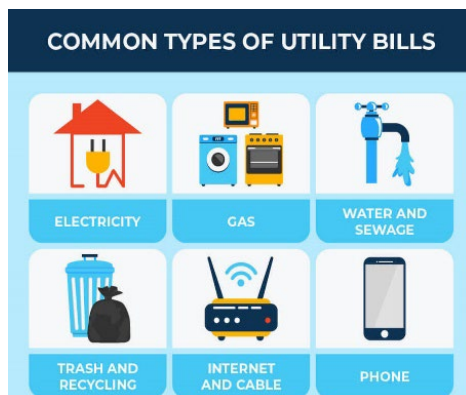 COMMON TYPES OF UTILITY BILLS
ELECTRICITY
GAS
WATER AND
SEWAGE
TRASH AND
RECYCLING
INTERNET
AND CABLE
PHONE